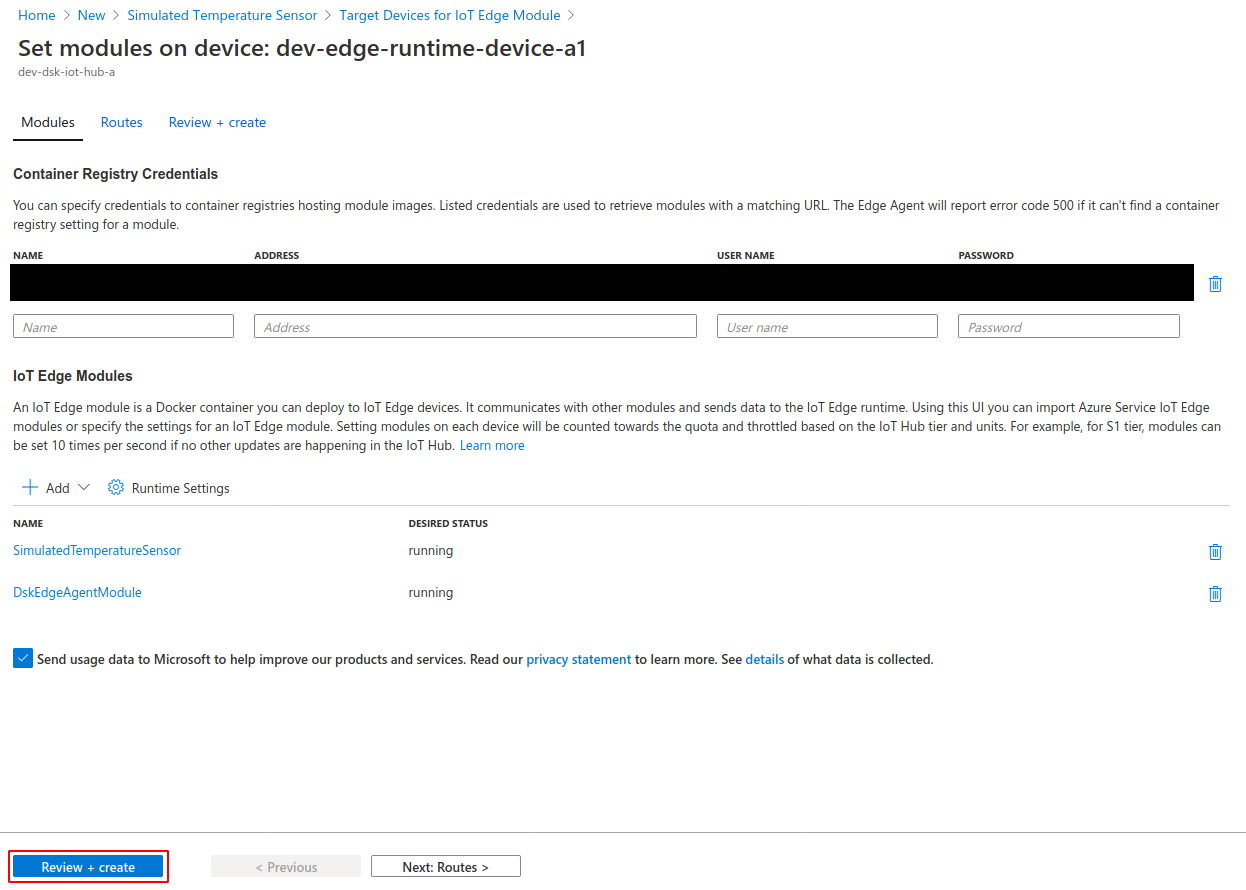 Home > New > Simulated Temperature Sensor > Target Devices for IoT Edge Module >
Set modules on device: dev-edge-runtime-device-a1
dev-dsk-iot-hub-a
Modules Routes Review + create
Container Registry Credentials
You can specify credentials to container registries hosting module images. Listed credentials are used to retrieve modules with a matching URL. The Edge Agent will report error code 500 if it can't find a container
registry setting for a module.
NAME ADDRESS USER NAME PASSWORD
Name Address User name Password
IoT Edge Modules
An IoT Edge module is a Docker container you can deploy to IoT Edge devices. It communicates with other modules and sends data to the IoT Edge runtime. Using this UI you can import Azure Service IoT Edge
modules or specify the settings for an IoT Edge module. Setting modules on each device will be counted towards the quota and throttled based on the IoT Hub tier and units. For example, for S1 tier, modules can
be set 10 times per second if no other updates are happening in the IoT Hub. Learn more
Add Runtime Settings
NAME DESIRED STATUS
SimulatedTemperatureSensor running
DskEdgeAgentModule running
Send usage data to Microsoft to help improve our products and services. Read our privacy statement to learn more. See details of what data is collected.
Review + create < Previous Next: Routes >